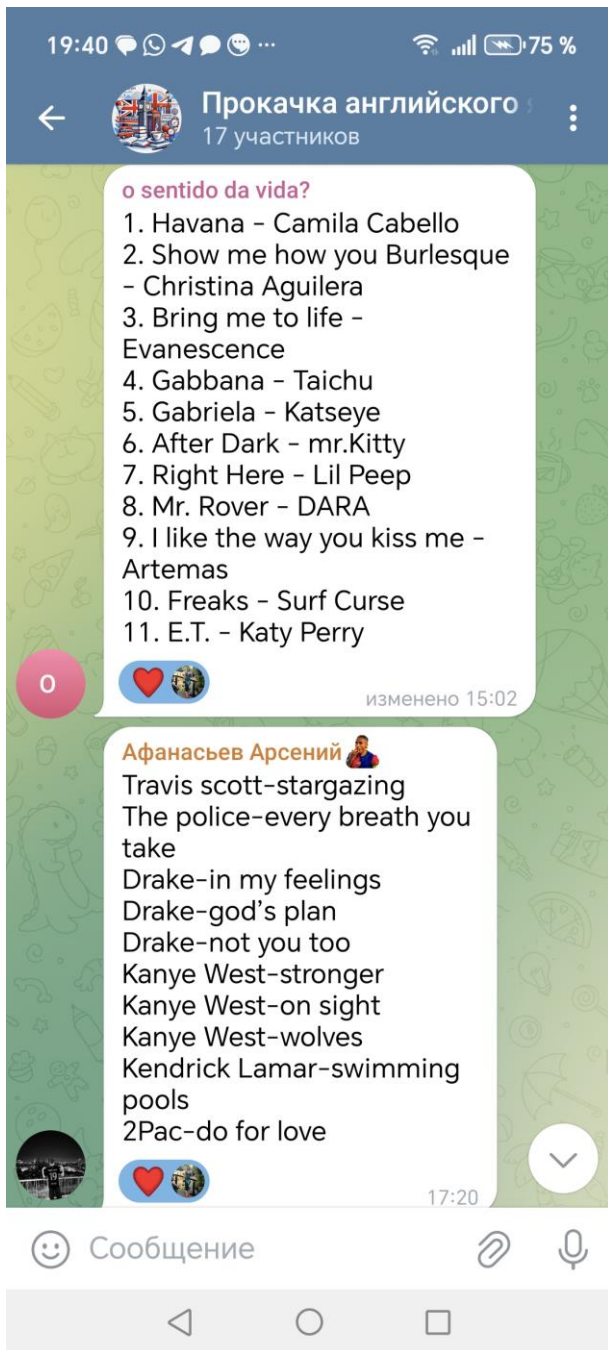 19:40 75 %
Прокачка английского
17 участников
o sentido da vida?
1. Havana - Camila Cabello
2. Show me how you Burlesque
- Christina Aguilera
3. Bring me to life -
Evanescence
4. Gabbana - Taichu
5. Gabriela - Katseye
6. After Dark - mr.Kitty
7. Right Here - Lil Peep
8. Mr. Rover - DARA
9. I like the way you kiss me -
Artemas
10. Freaks - Surf Curse
11. E.T. - Katy Perry
О
изменено 15:02
Афанасьев Арсений
Travis scott-stargazing
The police-every breath you
take
Drake-in my feelings
Drake-god’s plan
Drake-not you too
Kanye West-stronger
Kanye West-on sight
Kanye West-wolves
Kendrick Lamar-swimming
pools
2Pac-do for love
17:20
Сообщение